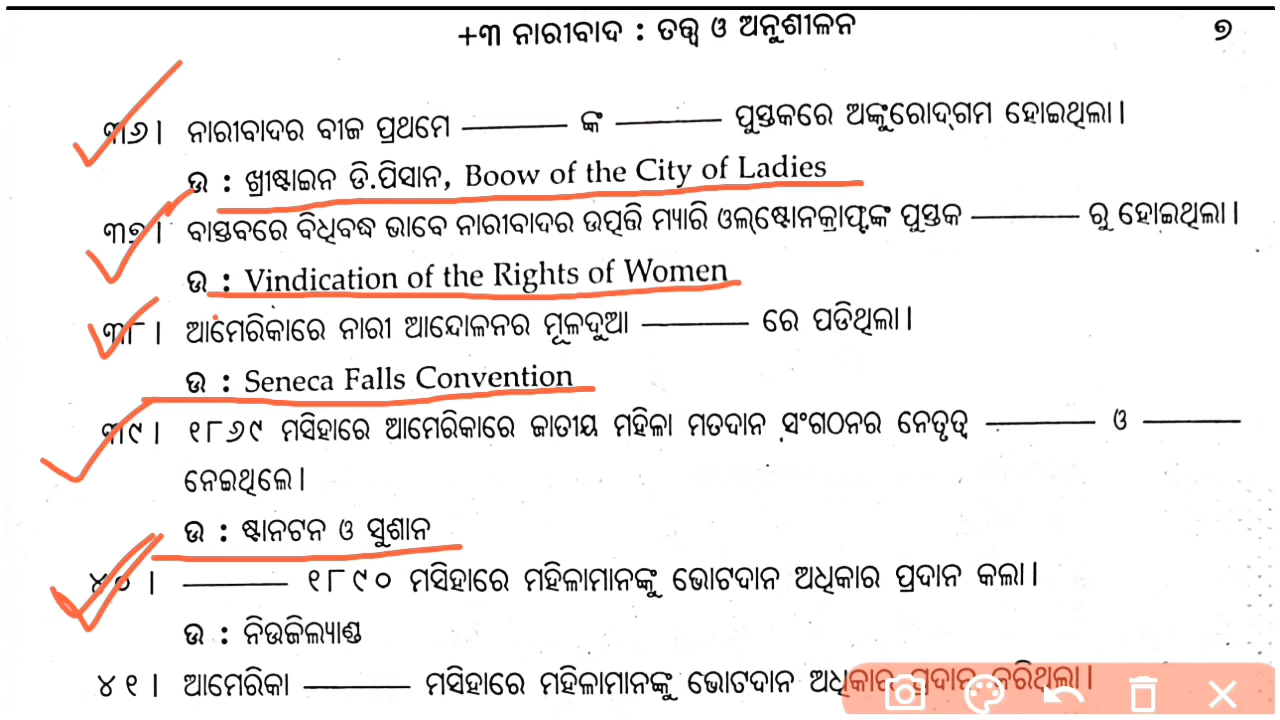 +୩ ନାରୀବାଦ : ତତ୍ତ୍ୱ ଓ ଅନୁଶୀଳନ ୭
୩୬। ନାରୀବାଦର ବୀଜ ପ୍ରଥମେ ——— ଙ୍କ ——— ପୁସ୍ତକରେ ଅଙ୍କୁରୋଦ୍‌ଗମ ହୋଇଥିଲା।
ଉ : ଖ୍ରୀଷ୍ଟାଇନ ଡି.ପିସାନ, Boow of the City of Ladies
୩୭। ବାସ୍ତବରେ ବିଧିବଦ୍ଧ ଭାବେ ନାରୀବାଦର ଉତ୍ପତ୍ତି ମ୍ୟାରି ଓଲ୍‌ଷ୍ଟୋନକ୍ରାଫ୍ଟଙ୍କ ପୁସ୍ତକ ——— ରୁ ହୋଇଥିଲା।
ଉ : Vindication of the Rights of Women
୩୮। ଆମେରିକାରେ ନାରୀ ଆନ୍ଦୋଳନର ମୂଳଦୁଆ ——— ରେ ପଡିଥିଲା।
ଉ : Seneca Falls Convention
୩୯। ୧୮୬୯ ମସିହାରେ ଆମେରିକାରେ ଜାତୀୟ ମହିଳା ମତଦାନ ସଂଗଠନର ନେତୃତ୍ୱ ——— ଓ ———
ନେଇଥିଲେ।
ଉ : ଷ୍ଟାନଟନ ଓ ସୁଶାନ
୪୦। ——— ୧୮୯୦ ମସିହାରେ ମହିଳାମାନଙ୍କୁ ଭୋଟଦାନ ଅଧିକାର ପ୍ରଦାନ କଲା।
ଉ : ନିଉଜିଲ୍ୟାଣ୍ଡ
୪୧। ଆମେରିକା ——— ମସିହାରେ ମହିଳାମାନଙ୍କୁ ଭୋଟଦାନ ଅଧିକାର ପ୍ରଦାନ କରିଥିଲା।